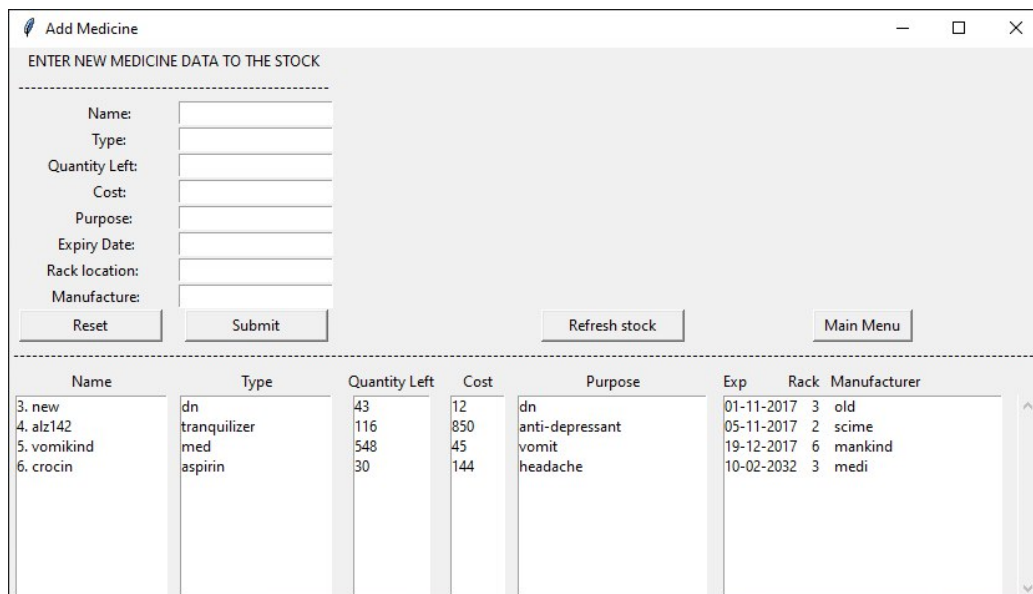 Add Medicine
ENTER NEW MEDICINE DATA TO THE STOCK
Name:
Type:
Quantity Left:
Cost:
Purpose:
Expiry Date:
Rack location:
Manufacture:
Reset Submit Refresh stock Main Menu
Name Type Quantity Left Cost Purpose Exp Rack Manufacturer
3. new dn 43 12 dn 01-11-2017 3 old
4. alz142 tranquilizer 116 850 anti-depressant 05-11-2017 2 scime
5. vomikind med 548 45 vomit 19-12-2017 6 mankind
6. crocin aspirin 30 144 headache 10-02-2032 3 medi